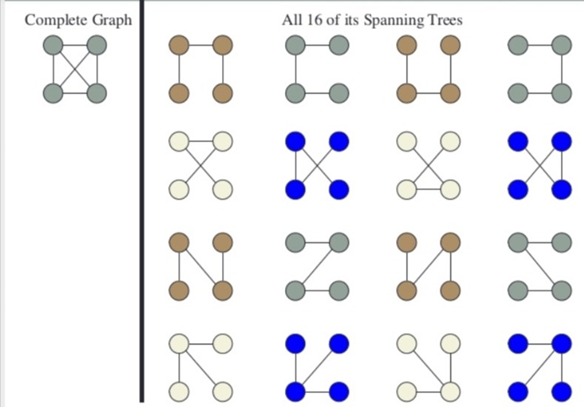 Complete Graph
All 16 of its Spanning Trees